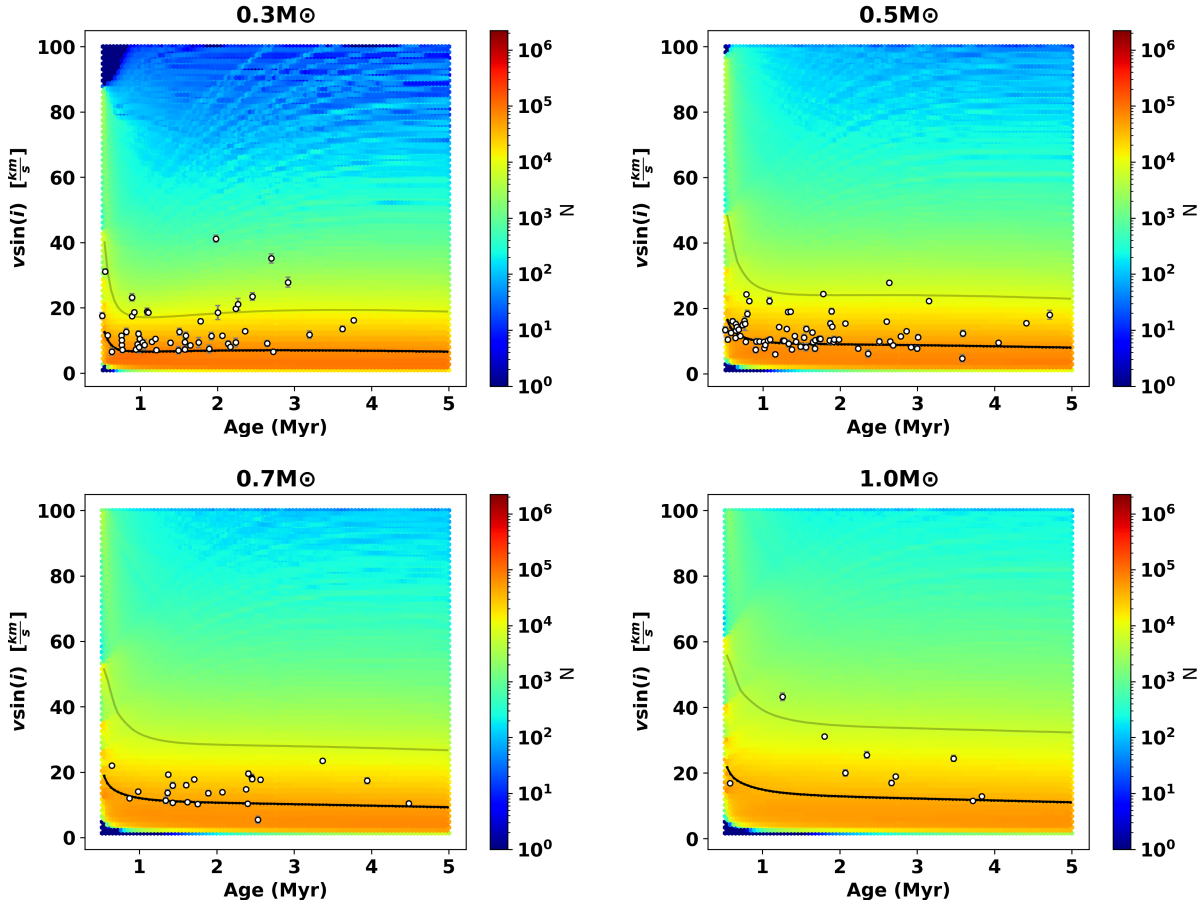 0.3M⊙
0.5M⊙
vsin(i) [km/s]
100
80
60
40
20
0
1 2 3 4 5
Age (Myr)
10⁶
10⁵
10⁴
10³
10²
10¹
10⁰
N
vsin(i) [km/s]
100
80
60
40
20
0
1 2 3 4 5
Age (Myr)
10⁶
10⁵
10⁴
10³
10²
10¹
10⁰
N
0.7M⊙
1.0M⊙
vsin(i) [km/s]
100
80
60
40
20
0
1 2 3 4 5
Age (Myr)
10⁶
10⁵
10⁴
10³
10²
10¹
10⁰
N
vsin(i) [km/s]
100
80
60
40
20
0
1 2 3 4 5
Age (Myr)
10⁶
10⁵
10⁴
10³
10²
10¹
10⁰
N